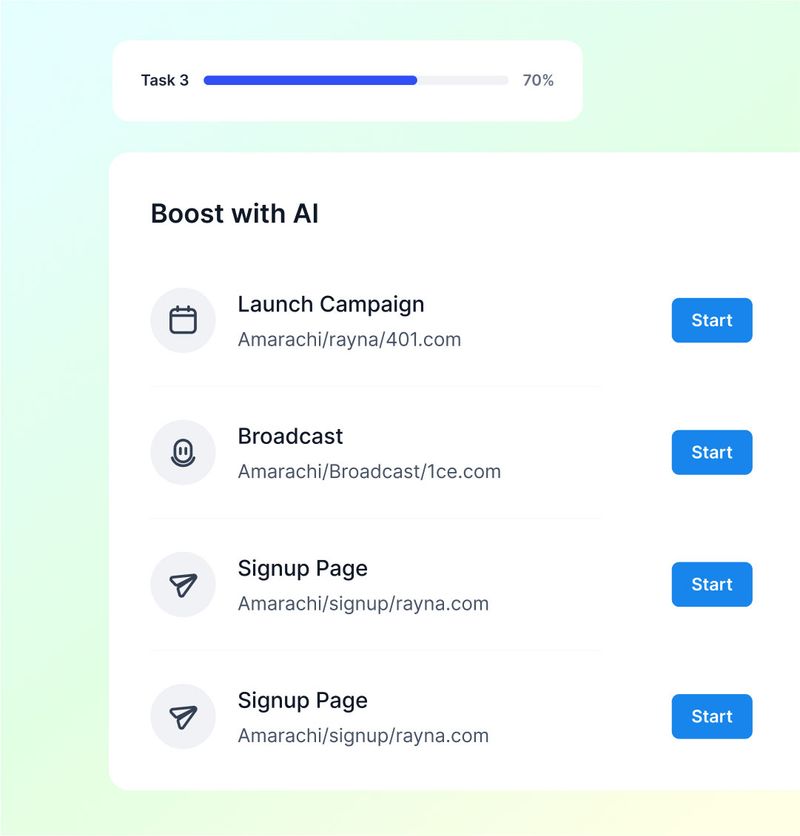 Task 3 70%
Boost with AI
Launch Campaign
Amarachi/rayna/401.com
Start
Broadcast
Amarachi/Broadcast/1ce.com
Start
Signup Page
Amarachi/signup/rayna.com
Start
Signup Page
Amarachi/signup/rayna.com
Start